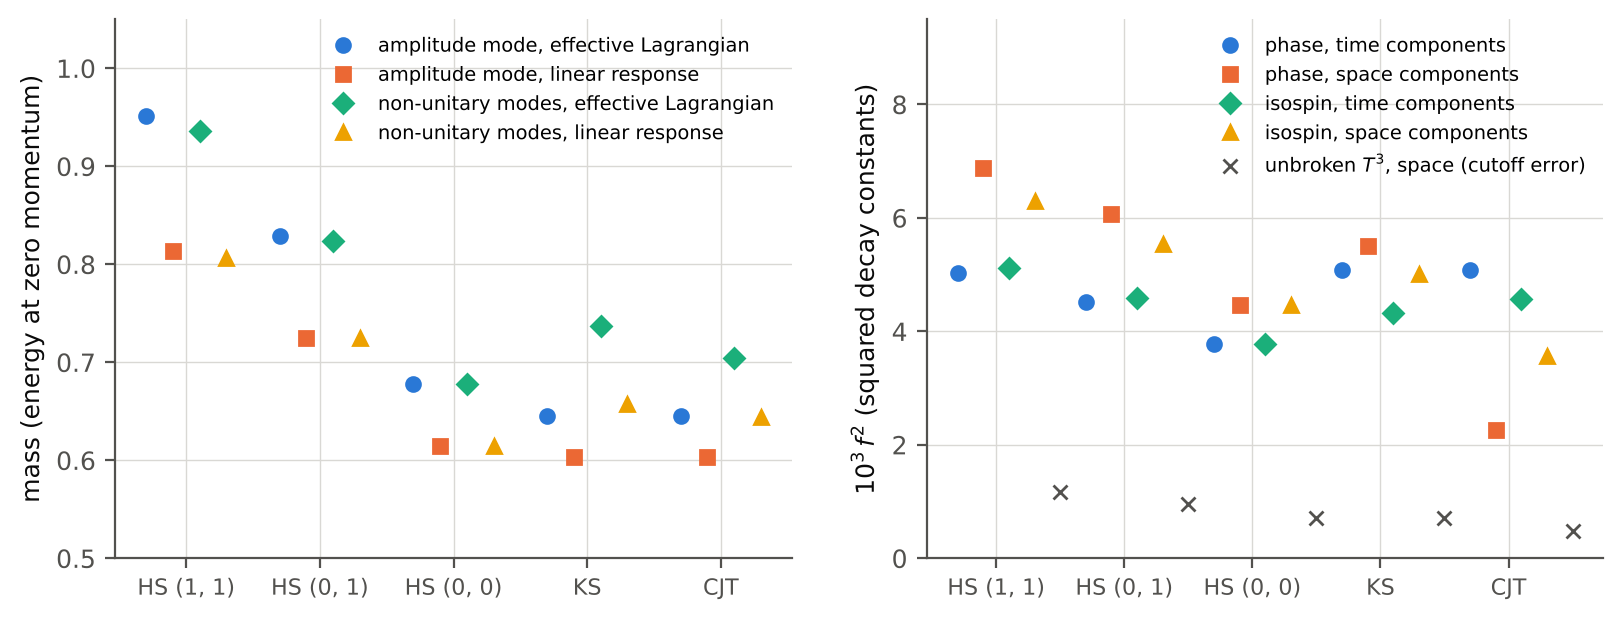 mass (energy at zero momentum)
1.0
0.9
0.8
0.7
0.6
0.5
amplitude mode, effective Lagrangian
amplitude mode, linear response
non-unitary modes, effective Lagrangian
non-unitary modes, linear response
HS (1, 1)
HS (0, 1)
HS (0, 0)
KS
CJT
10³ f² (squared decay constants)
8
6
4
2
0
phase, time components
phase, space components
isospin, time components
isospin, space components
unbroken T³, space (cutoff error)
HS (1, 1)
HS (0, 1)
HS (0, 0)
KS
CJT